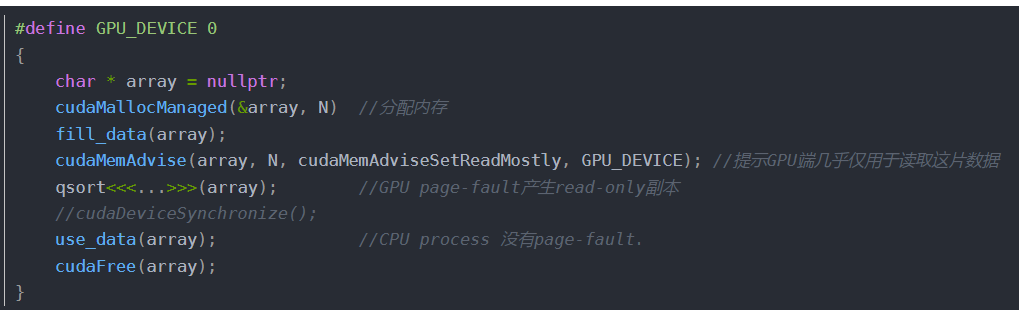 #define GPU_DEVICE 0
{
    char * array = nullptr;
    cudaMallocManaged(&array, N)  //分配内存
    fill_data(array);
    cudaMemAdvise(array, N, cudaMemAdviseSetReadMostly, GPU_DEVICE); //提示GPU端几乎仅用于读取这片数据
    qsort<<<...>>>(array);        //GPU page-fault产生read-only副本
    //cudaDeviceSynchronize();
    use_data(array);              //CPU process 没有page-fault.
    cudaFree(array);
}